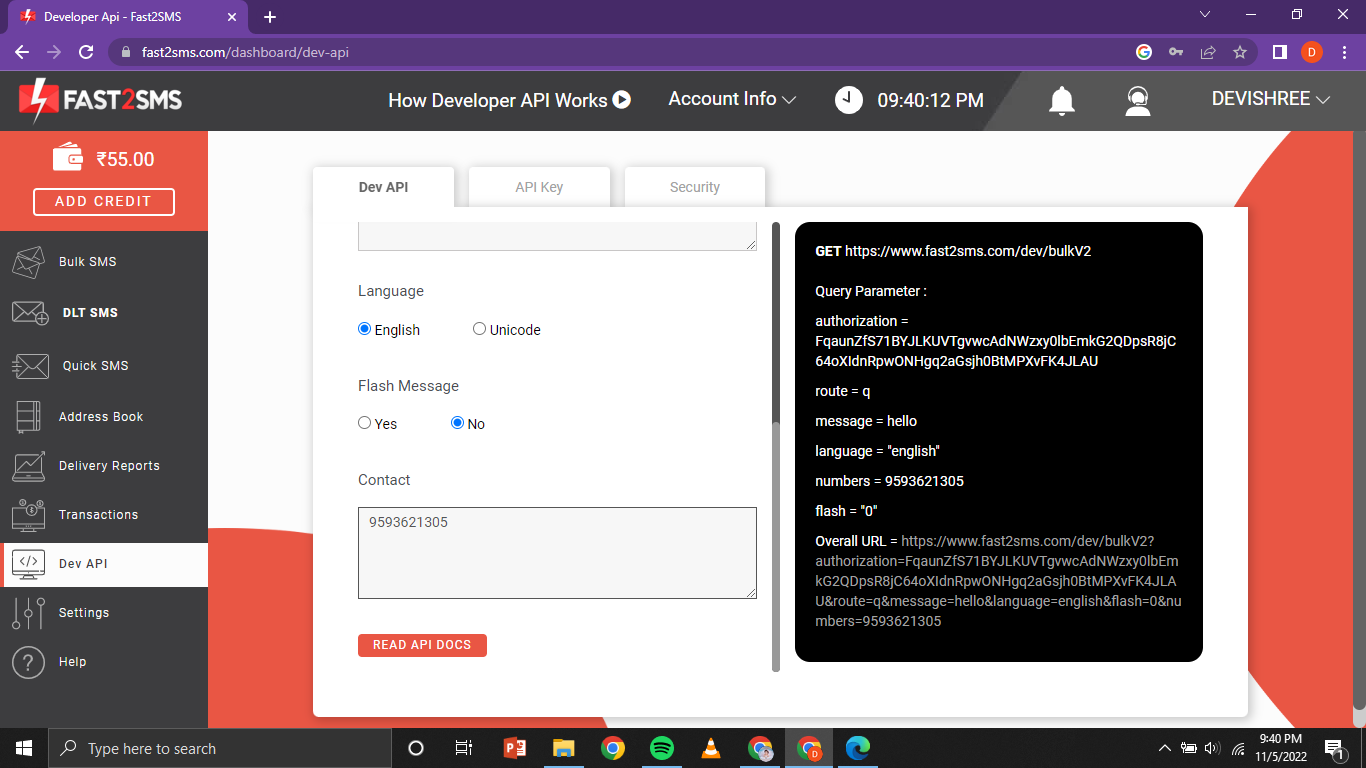 Developer Api - Fast2SMS
fast2sms.com/dashboard/dev-api
D
FAST2SMS
How Developer API Works
Account Info
09:40:12 PM
DEVISHREE
₹55.00
ADD CREDIT
Bulk SMS
DLT SMS
Quick SMS
Address Book
Delivery Reports
Transactions
Dev API
Settings
Help
Dev API
API Key
Security
Language
English
Unicode
Flash Message
Yes
No
Contact
9593621305
READ API DOCS
GET https://www.fast2sms.com/dev/bulkV2
Query Parameter :
authorization =
FqaunZfS71BYJLKUVTgvwcAdNWzxy0lbEmkG2QDpsR8jC
64oXIdnRpwONHgq2aGsjh0BtMPXvFK4JLAU
route = q
message = hello
language = "english"
numbers = 9593621305
flash = "0"
Overall URL = https://www.fast2sms.com/dev/bulkV2?
authorization=FqaunZfS71BYJLKUVTgvwcAdNWzxy0lbEm
kG2QDpsR8jC64oXIdnRpwONHgq2aGsjh0BtMPXvFK4JLA
U&route=q&message=hello&language=english&flash=0&nu
mbers=9593621305
Type here to search
9:40 PM
11/5/2022
1